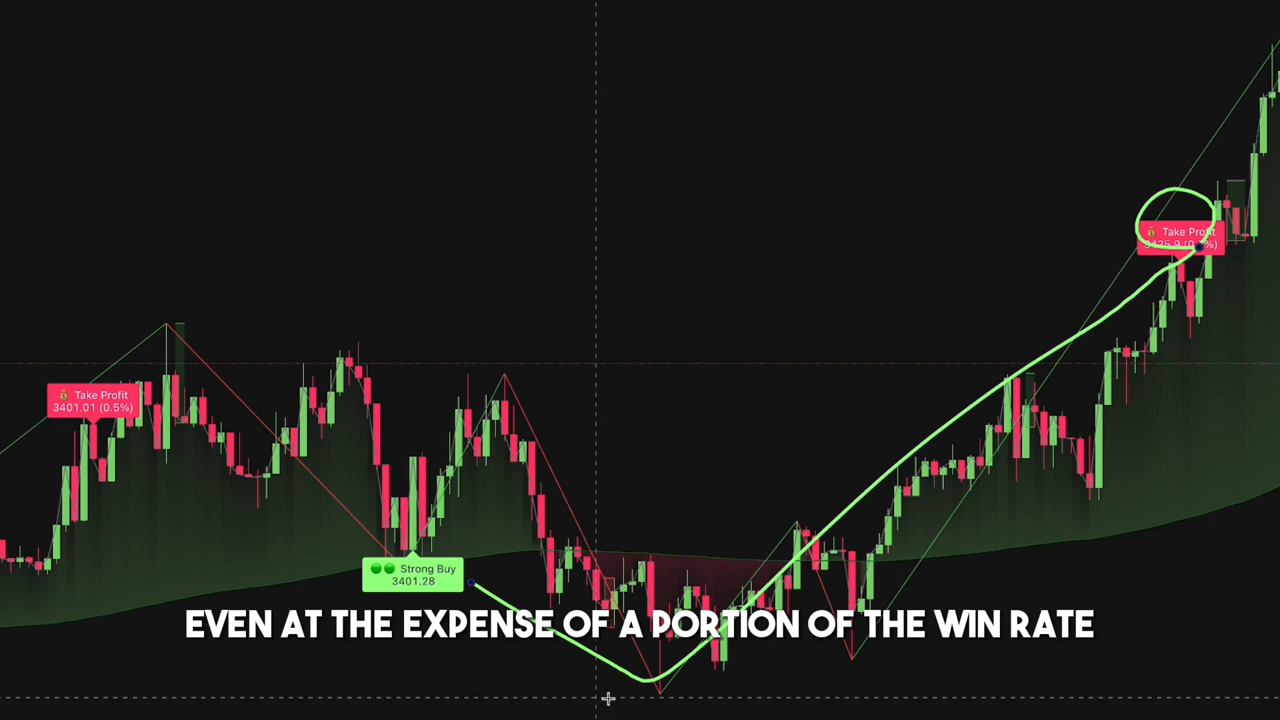 Take Profit
3401.01 (0.5%)
Strong Buy
3401.28
Take Profit
EVEN AT THE EXPENSE OF A PORTION OF THE WIN RATE